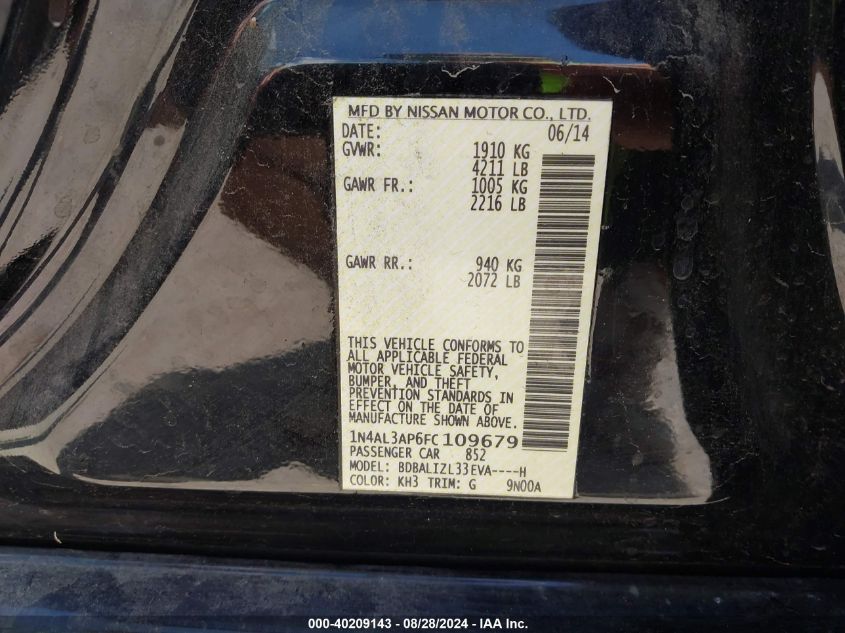 MFD BY NISSAN MOTOR CO., LTD.
DATE: 06/14
GVWR: 1910 KG
4211 LB
GAWR FR.: 1005 KG
2216 LB
GAWR RR.: 940 KG
2072 LB
THIS VEHICLE CONFORMS TO
ALL APPLICABLE FEDERAL
MOTOR VEHICLE SAFETY,
BUMPER, AND THEFT
PREVENTION STANDARDS IN
EFFECT ON THE DATE OF
MANUFACTURE SHOWN ABOVE.
1N4AL3AP6FC109679
PASSENGER CAR 852
MODEL: BDBALIZL33EVA----H
COLOR: KH3 TRIM: G 9N00A
000-40209143 - 08/28/2024 - IAA Inc.